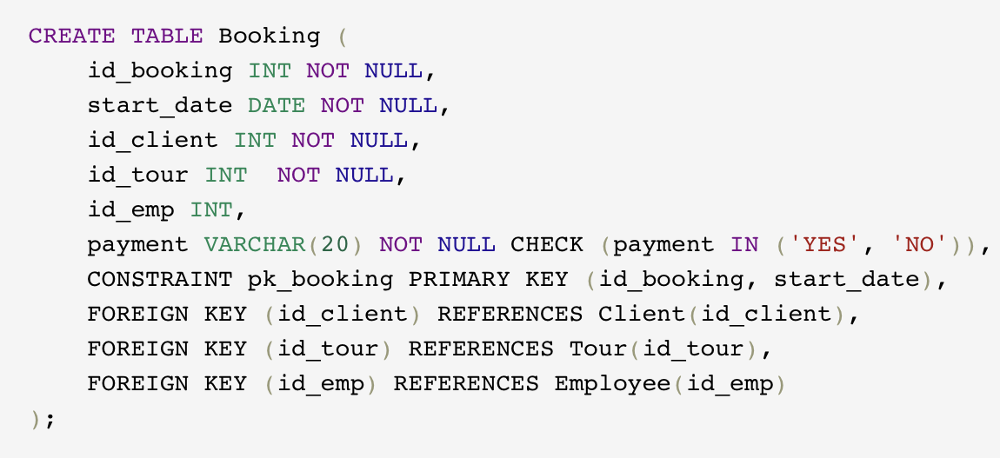 CREATE TABLE Booking (
    id_booking INT NOT NULL,
    start_date DATE NOT NULL,
    id_client INT NOT NULL,
    id_tour INT  NOT NULL,
    id_emp INT,
    payment VARCHAR(20) NOT NULL CHECK (payment IN ('YES', 'NO')),
    CONSTRAINT pk_booking PRIMARY KEY (id_booking, start_date),
    FOREIGN KEY (id_client) REFERENCES Client(id_client),
    FOREIGN KEY (id_tour) REFERENCES Tour(id_tour),
    FOREIGN KEY (id_emp) REFERENCES Employee(id_emp)
);